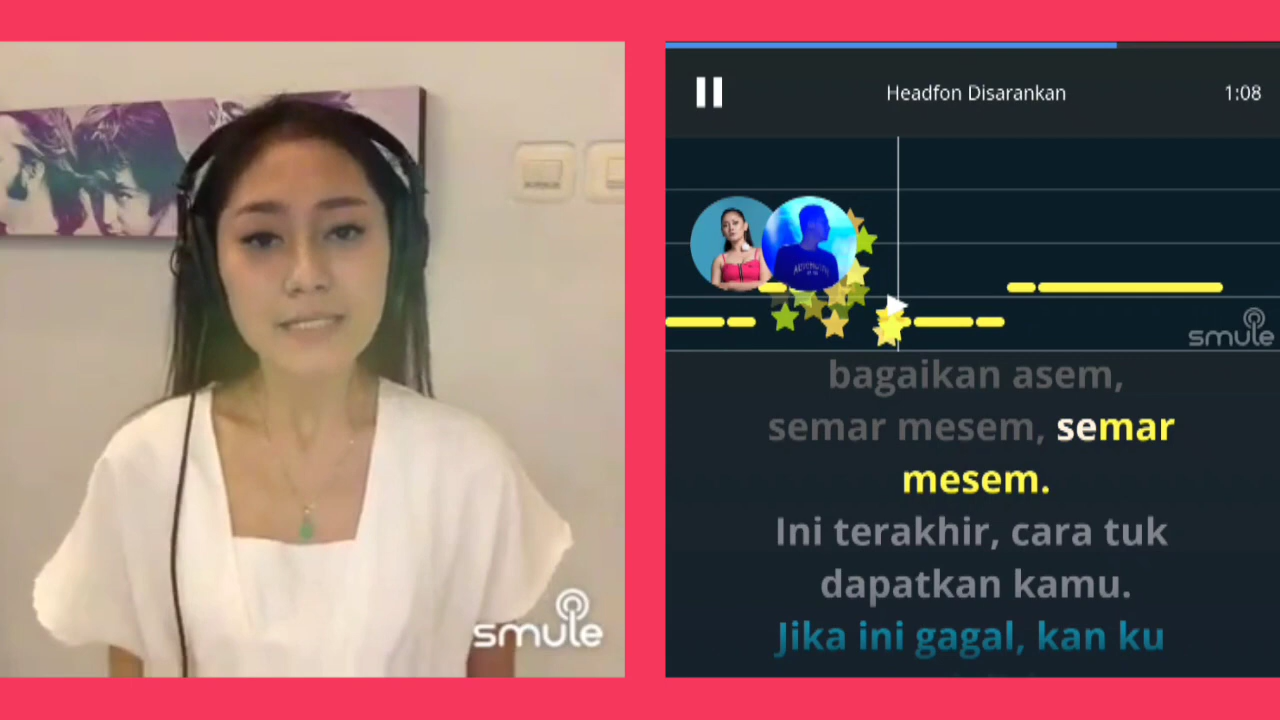 smule
Headfon Disarankan
1:08
smule
bagaikan asem,
semar mesem, semar
mesem.
Ini terakhir, cara tuk
dapatkan kamu.
Jika ini gagal, kan ku